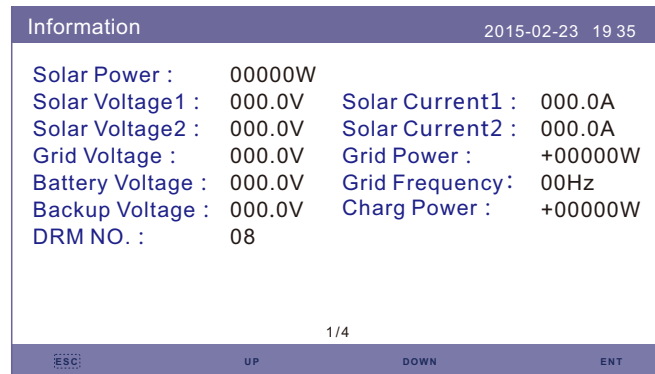 Information 2015-02-23 19 35
Solar Power : 00000W
Solar Voltage1 : 000.0V Solar Current1 : 000.0A
Solar Voltage2 : 000.0V Solar Current2 : 000.0A
Grid Voltage : 000.0V Grid Power : +00000W
Battery Voltage : 000.0V Grid Frequency: 00Hz
Backup Voltage : 000.0V Charg Power : +00000W
DRM NO. : 08
1/4
ESC UP DOWN ENT